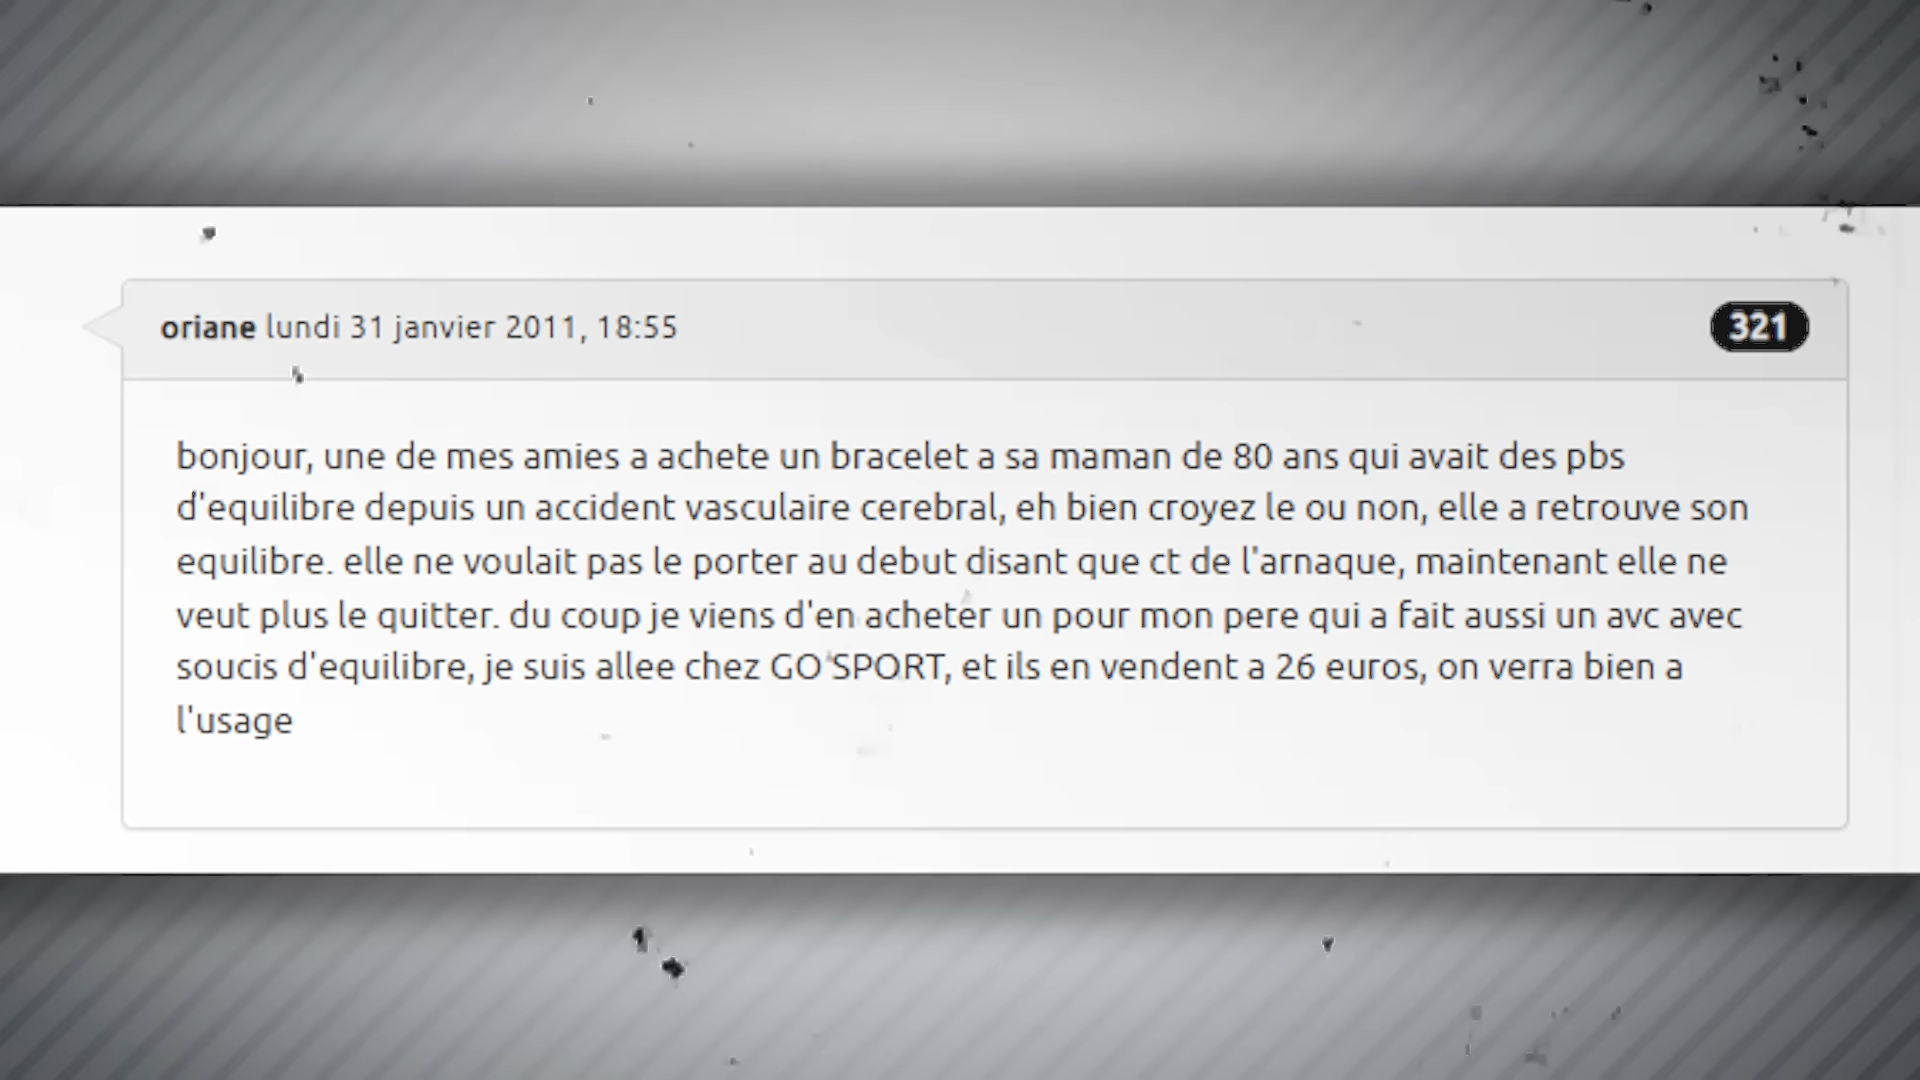 oriane lundi 31 janvier 2011, 18:55
321
bonjour, une de mes amies a achete un bracelet a sa maman de 80 ans qui avait des pbs
d'equilibre depuis un accident vasculaire cerebral, eh bien croyez le ou non, elle a retrouve son
equilibre. elle ne voulait pas le porter au debut disant que ct de l'arnaque, maintenant elle ne
veut plus le quitter. du coup je viens d'en acheter un pour mon pere qui a fait aussi un avc avec
soucis d'equilibre, je suis allee chez GO SPORT, et ils en vendent a 26 euros, on verra bien a
l'usage